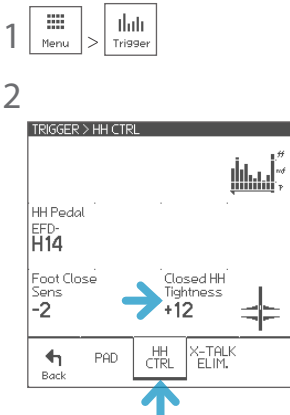 1
Menu
>
Trigger
2
TRIGGER > HH CTRL
ff
mf
P
HH Pedal
EFD-
H14
Foot Close
Sens
-2
Closed HH
Tightness
+12
Back
PAD
HH
CTRL
X-TALK
ELIM.